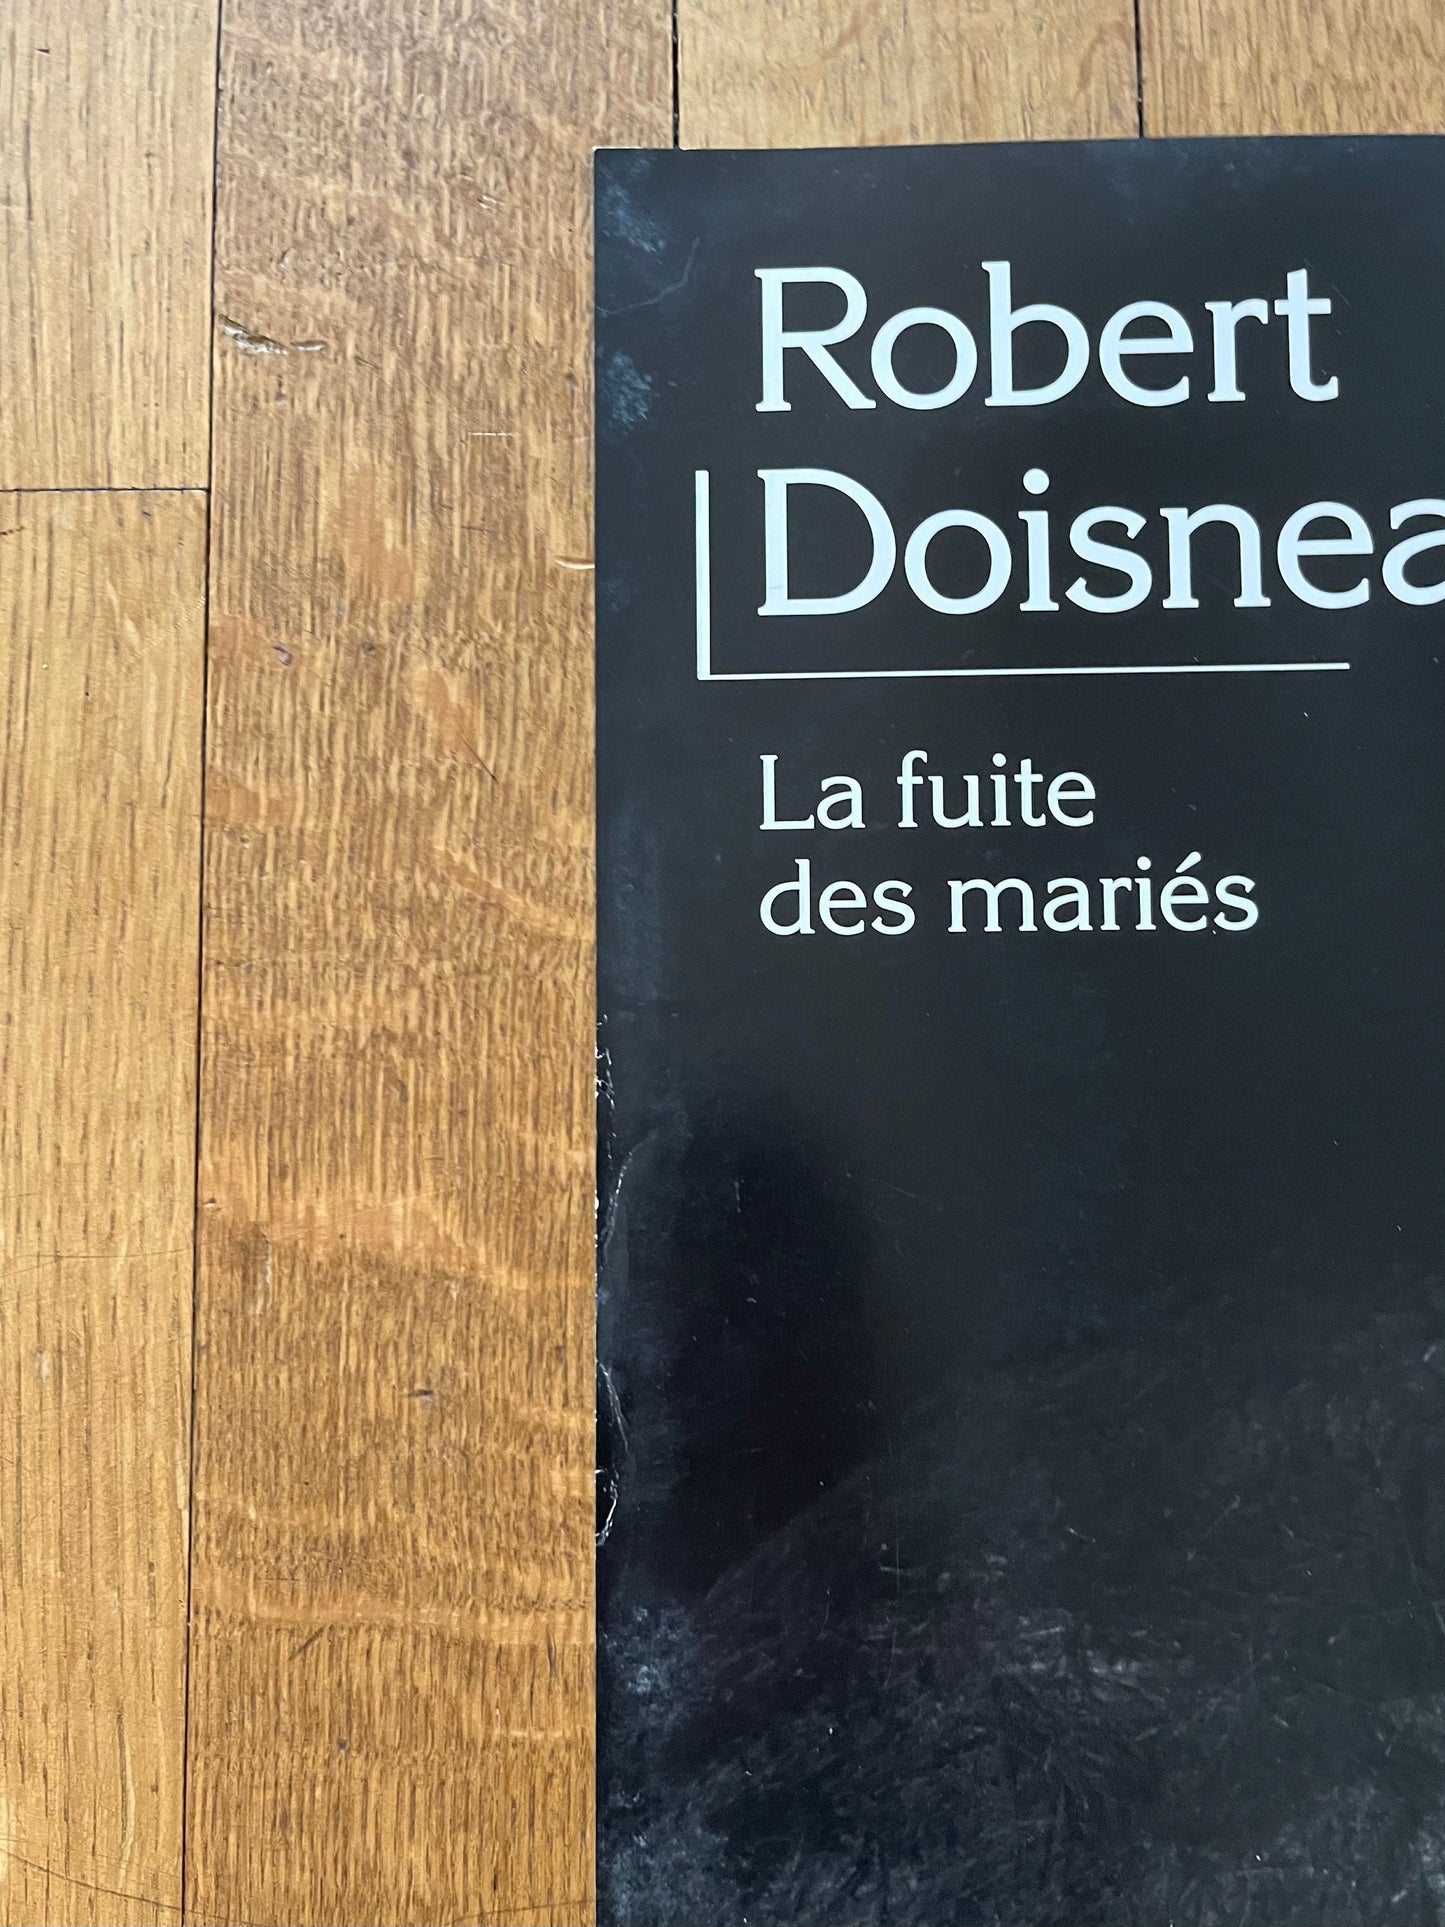 Robert
Doisnea
La fuite
des mariés